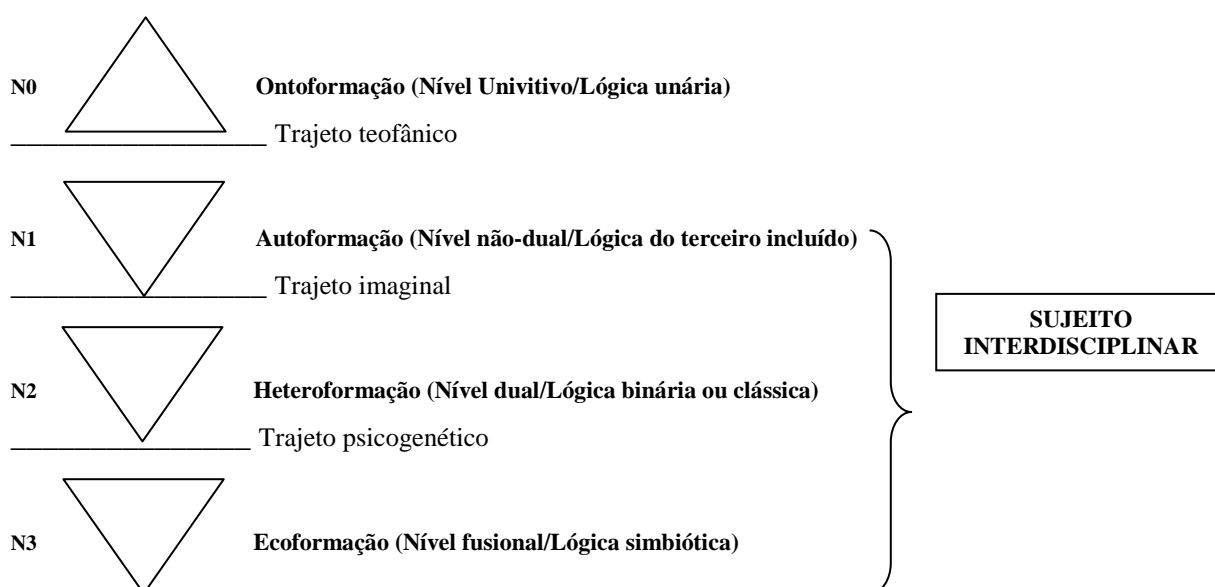 N0
Ontoformação (Nível Univitivo/Lógica unária)
Trajeto teofânico
N1
Autoformação (Nível não-dual/Lógica do terceiro incluído)
Trajeto imaginal
SUJEITO
INTERDISCIPLINAR
N2
Heteroformação (Nível dual/Lógica binária ou clássica)
Trajeto psicogenético
N3
Ecoformação (Nível fusional/Lógica simbiótica)